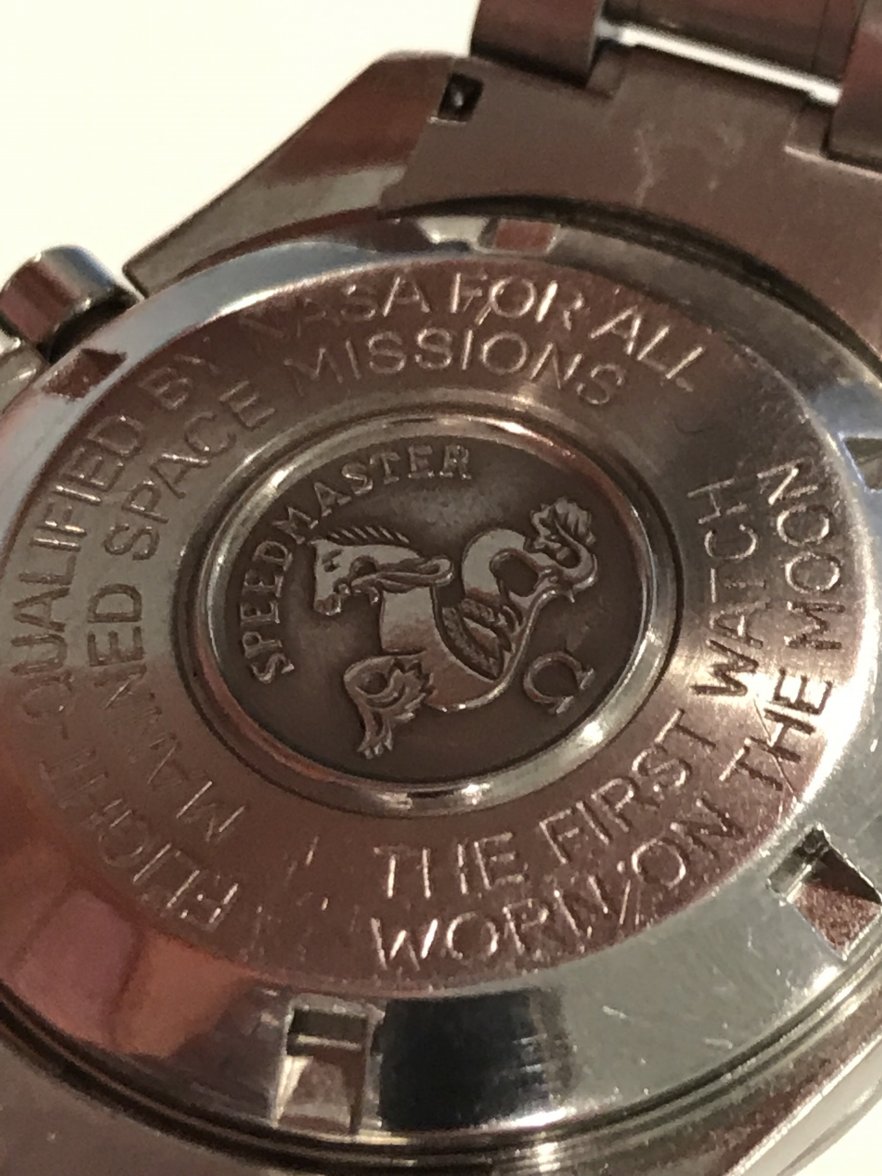 FLIGHT-QUALIFIED BY NASA FOR ALL
MANNED SPACE MISSIONS
THE FIRST WATCH
WORN ON THE MOON
SPEEDMASTER
Ω